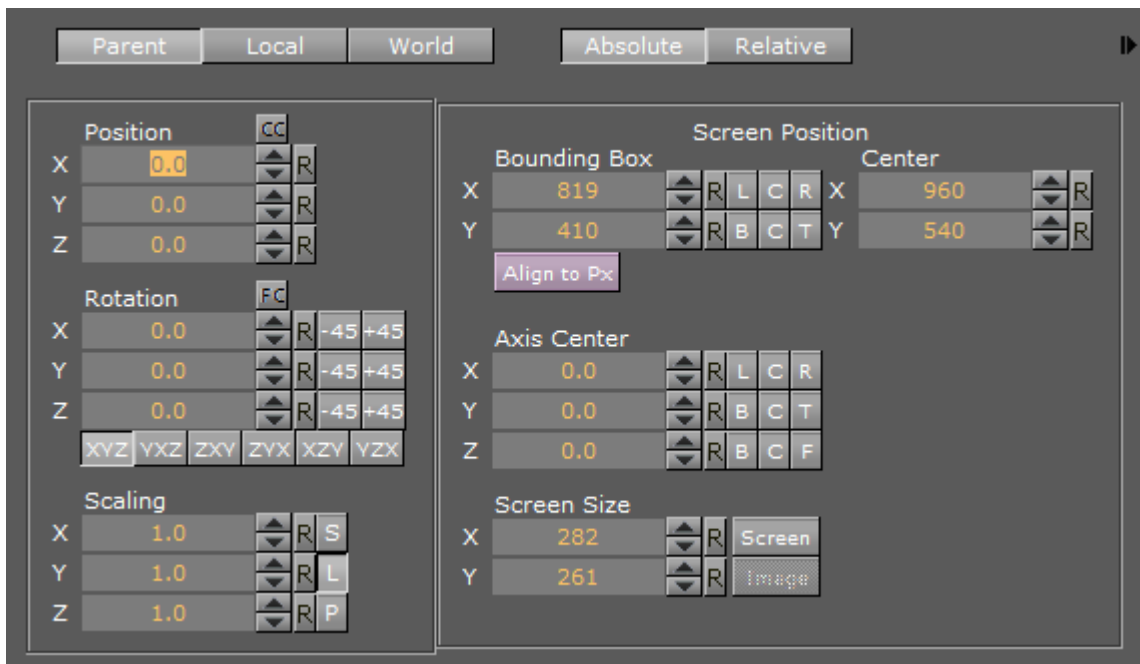 Parent Local World Absolute Relative
Position CC
X 0.0 R
Y 0.0 R
Z 0.0 R
Rotation FC
X 0.0 R -45 +45
Y 0.0 R -45 +45
Z 0.0 R -45 +45
XYZ YXZ ZXY ZYX XZY YZX
Scaling
X 1.0 R S
Y 1.0 R L
Z 1.0 R P
Screen Position
Bounding Box Center
X 819 R L C R X 960 R
Y 410 R B C T Y 540 R
Align to Px
Axis Center
X 0.0 R L C R
Y 0.0 R B C T
Z 0.0 R B C F
Screen Size
X 282 R Screen
Y 261 R Image